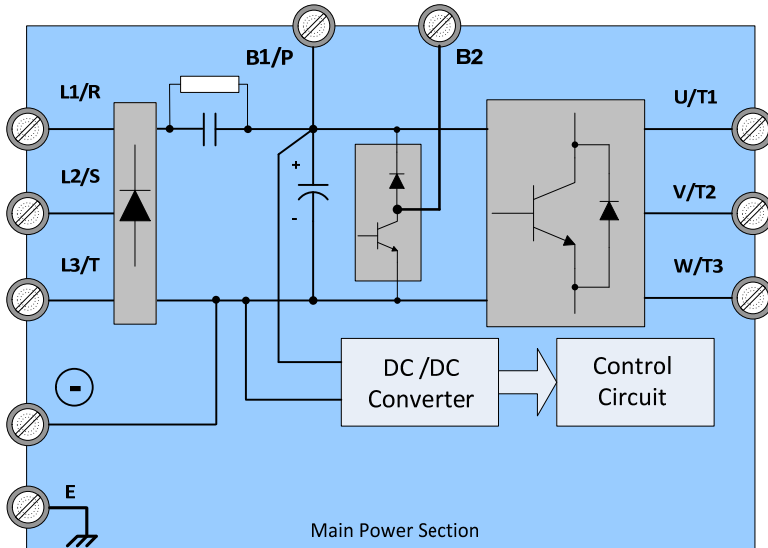 B1/P
B2
L1/R
U/T1
+
-
L2/S
V/T2
L3/T
W/T3
DC /DC
Converter
Control
Circuit
-
E
Main Power Section